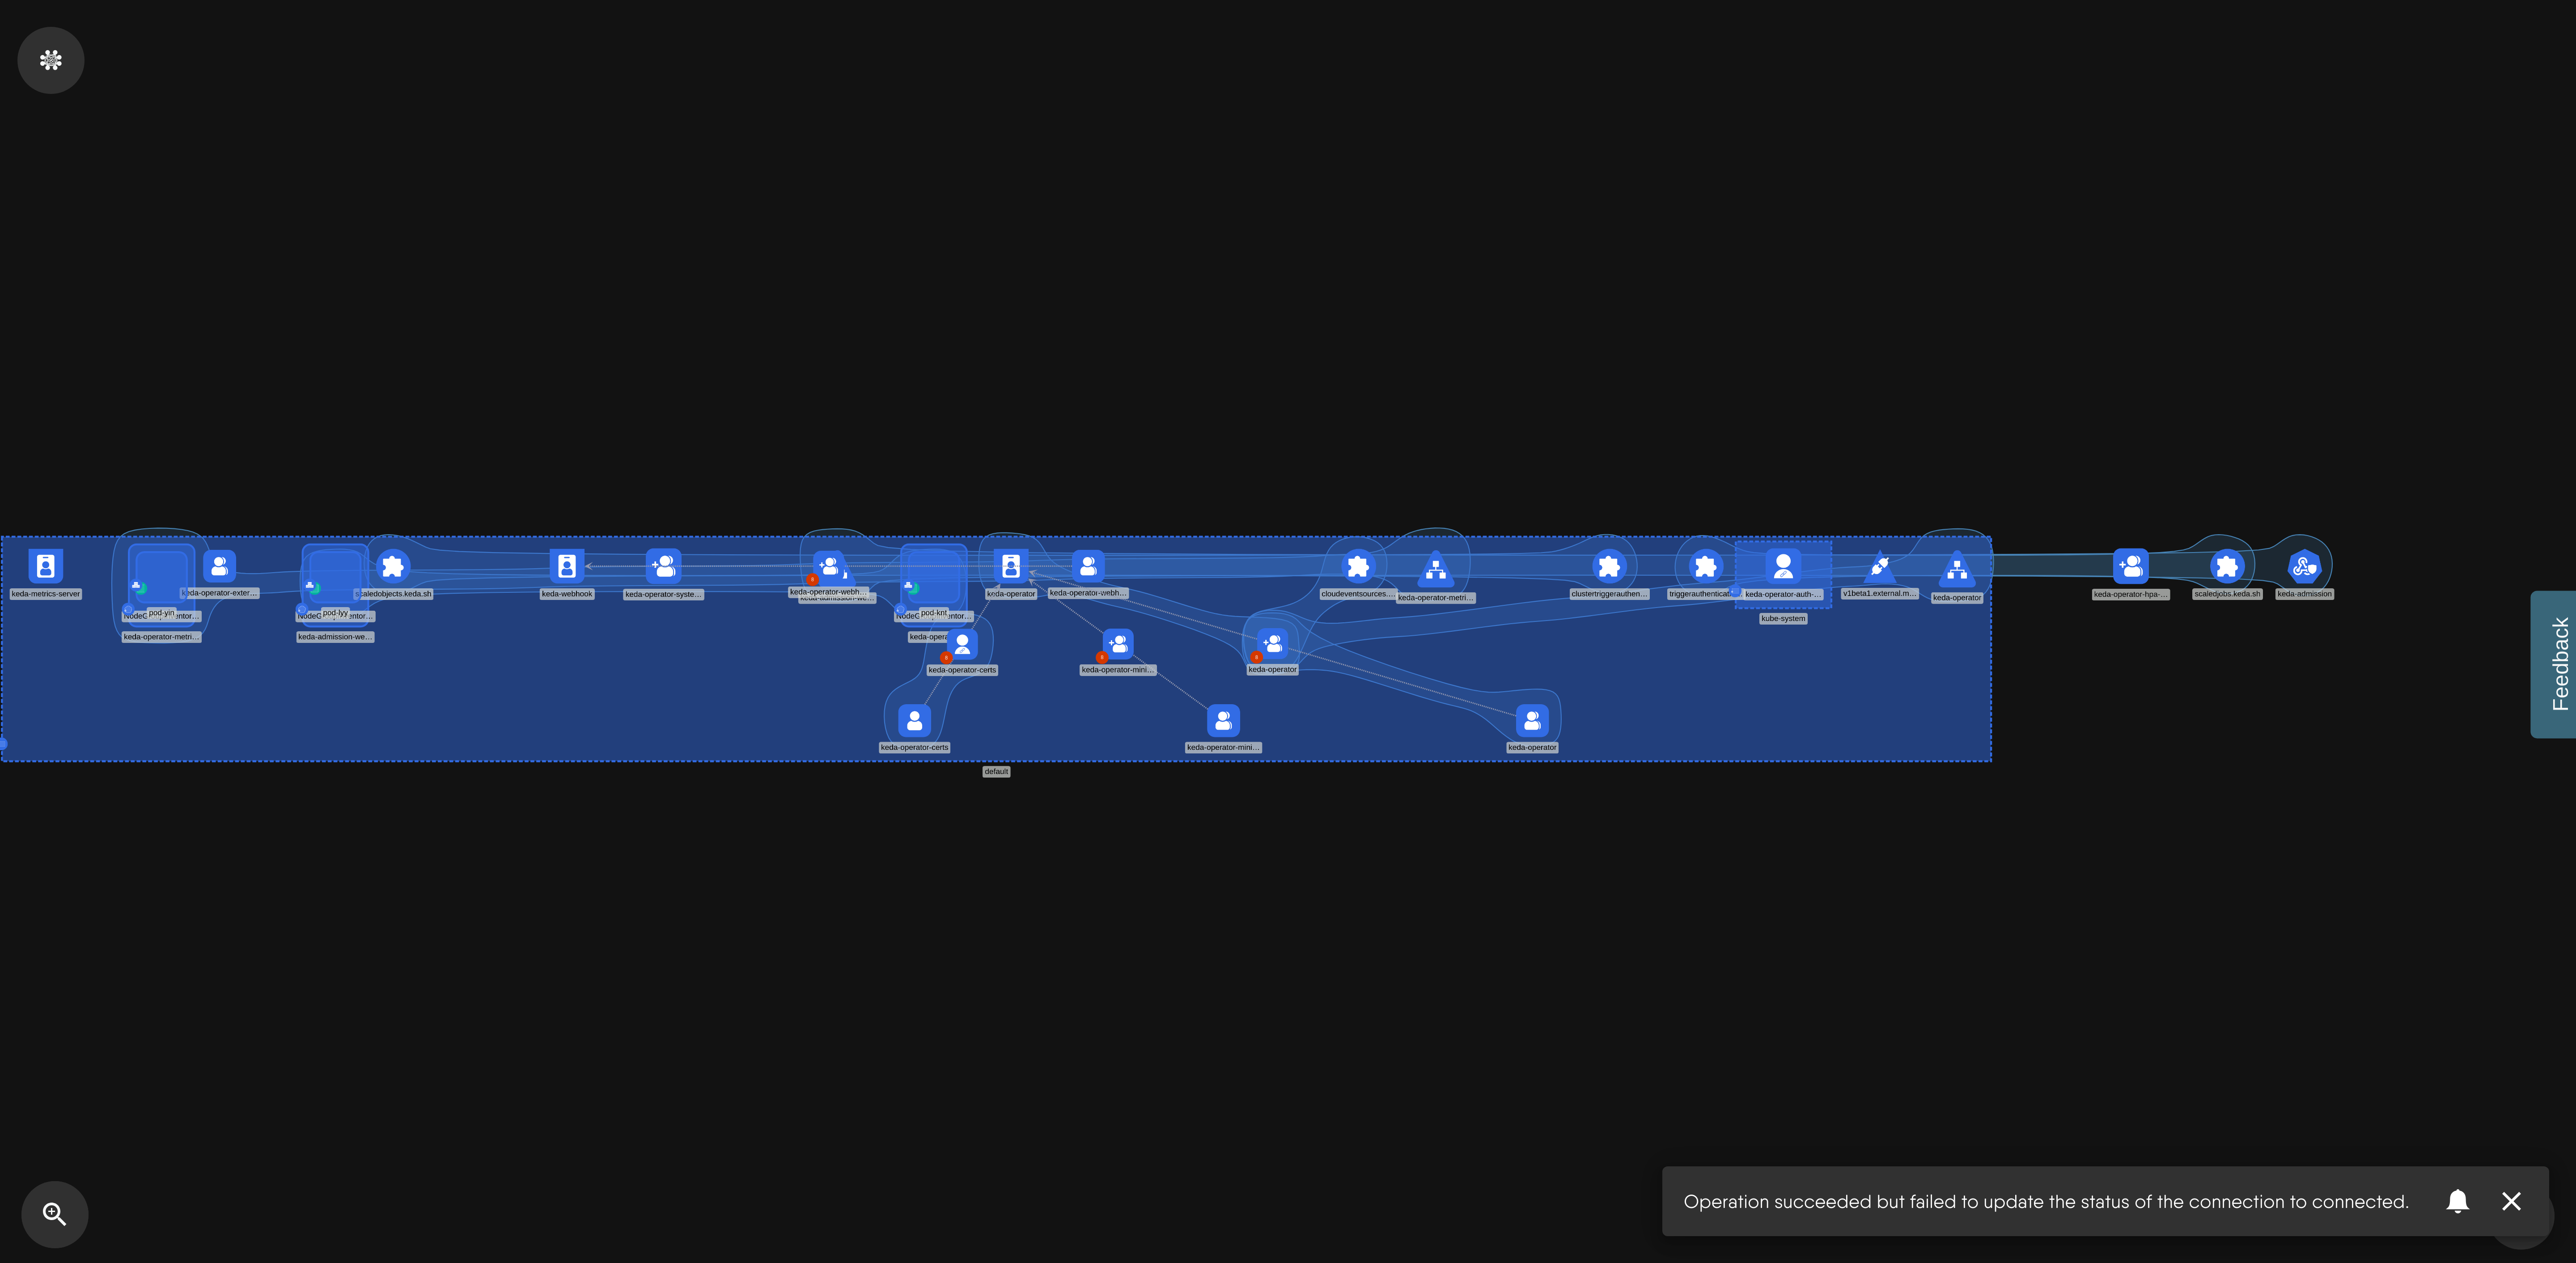 keda-metrics-server
keda-operator-exter...
scaledobjects.keda.sh
keda-webhook
keda-operator-syste...
keda-operator-webh...
keda-operator
keda-operator-webh...
cloudeventsources....
keda-operator-metri...
clustertriggerauthen...
keda-operator-auth-...
v1beta1.external.m...
keda-operator
keda-operator-hpa-...
scaledjobs.keda.sh
keda-admission
pod-yin
pod-lyy
pod-knt
kube-system
keda-operator-metri...
keda-admission-we...
keda-operator-certs
keda-operator-mini...
keda-operator
keda-operator-certs
keda-operator-mini...
keda-operator
default
Feedback
Operation succeeded but failed to update the status of the connection to connected.